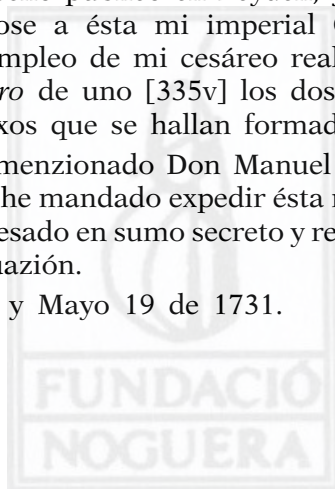 ose a ésta mi imperial
mpleo de mi cesáreo real
ro de uno [335v] los dos
xos que se hallan formad
menzionado Don Manuel
he mandado expedir ésta
esado en sumo secreto y re
uazión.
y Mayo 19 de 1731.
FUNDACIÓ
NOGUERA